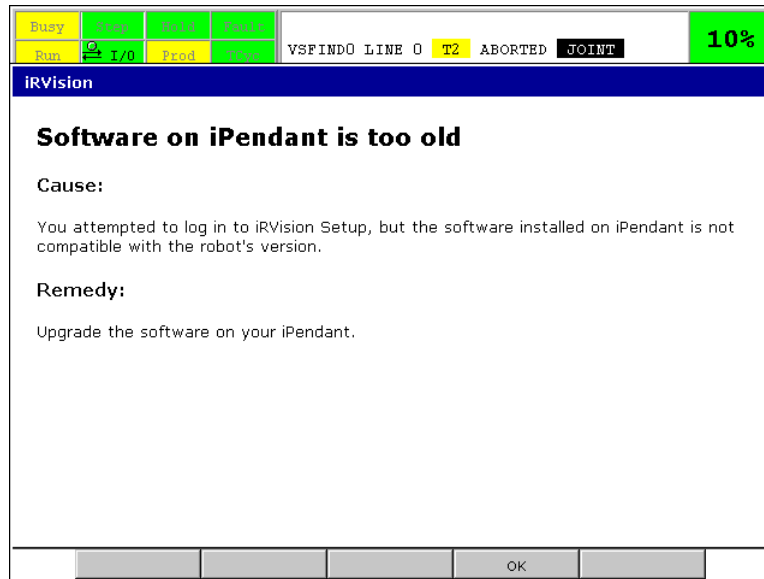 Busy Step Hold Fault
Run I/O Prod TCyc
VSFINDO LINE 0 T2 ABORTED JOINT
10%
iRVision
Software on iPendant is too old
Cause:
You attempted to log in to iRVision Setup, but the software installed on iPendant is not
compatible with the robot's version.
Remedy:
Upgrade the software on your iPendant.
OK